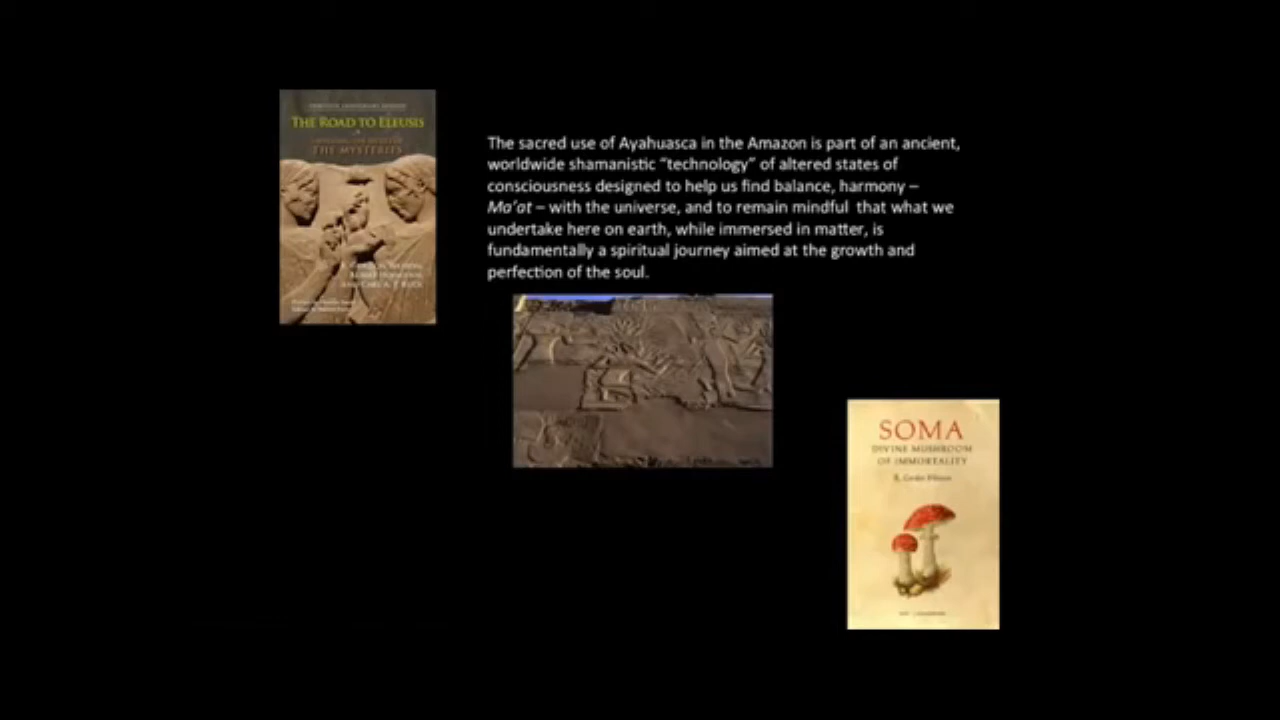 THE ROAD TO ELEUSIS
THE MYSTERIES
The sacred use of Ayahuasca in the Amazon is part of an ancient,
worldwide shamanistic “technology” of altered states of
consciousness designed to help us find balance, harmony –
Ma’at – with the universe, and to remain mindful that what we
undertake here on earth, while immersed in matter, is
fundamentally a spiritual journey aimed at the growth and
perfection of the soul.
SOMA
DIVINE MUSHROOM
OF IMMORTALITY